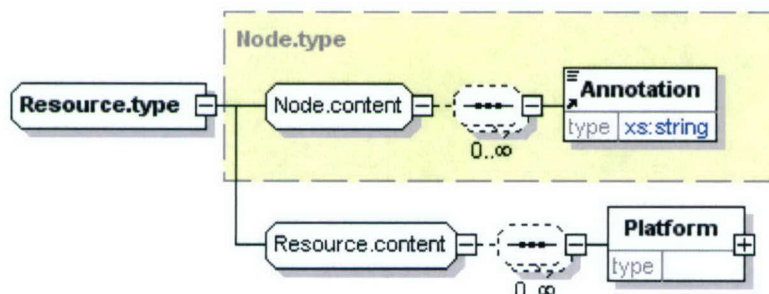 Node.type
Resource.type
Node.content
0..∞
Annotation
type xs:string
Resource.content
0..∞
Platform
type